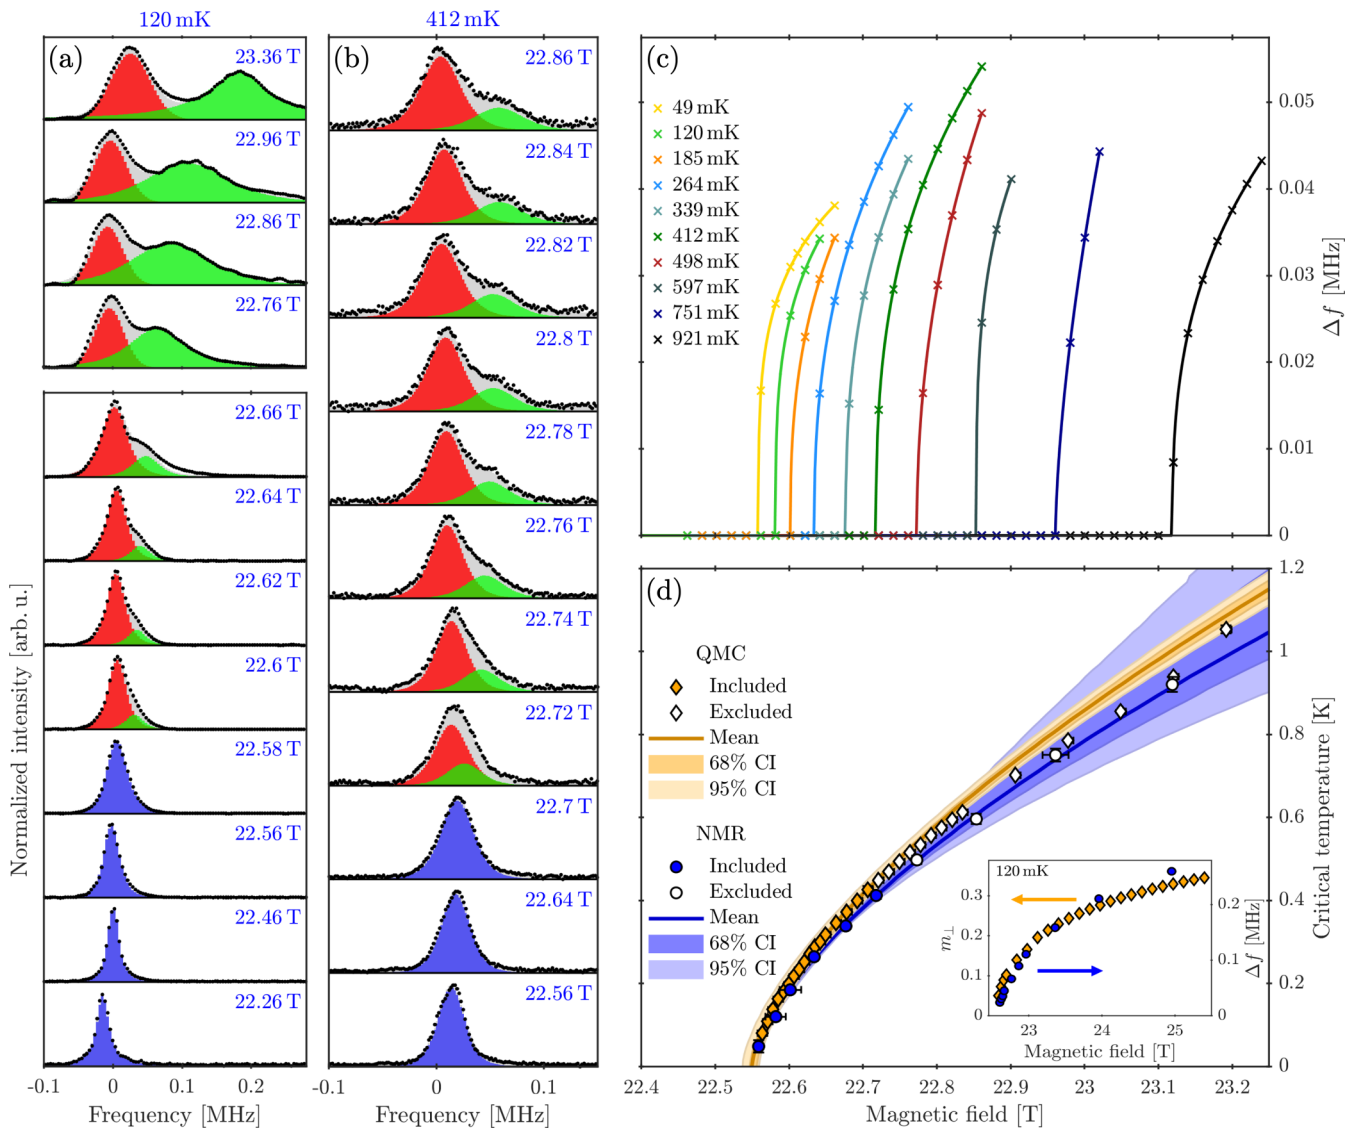 120 mK
(a)
23.36 T
22.96 T
22.86 T
22.76 T
22.66 T
22.64 T
22.62 T
22.6 T
22.58 T
22.56 T
22.46 T
22.26 T
Normalized intensity [arb. u.]
-0.1 0 0.1 0.2
Frequency [MHz]
412 mK
(b)
22.86 T
22.84 T
22.82 T
22.8 T
22.78 T
22.76 T
22.74 T
22.72 T
22.7 T
22.64 T
22.56 T
-0.1 0 0.1
Frequency [MHz]
(c)
49 mK
120 mK
185 mK
264 mK
339 mK
412 mK
498 mK
597 mK
751 mK
921 mK
0.05
0.04
0.03
0.02
0.01
0
Δf [MHz]
(d)
QMC
Included
Excluded
Mean
68% CI
95% CI
NMR
Included
Excluded
Mean
68% CI
95% CI
1.2
1
0.8
0.6
0.4
0.2
0
Critical temperature [K]
22.4 22.5 22.6 22.7 22.8 22.9 23 23.1 23.2
Magnetic field [T]
120 mK
0.3
0.2
0.1
0
m⊥
0.2
0.1
0
Δf [MHz]
23 24 25
Magnetic field [T]